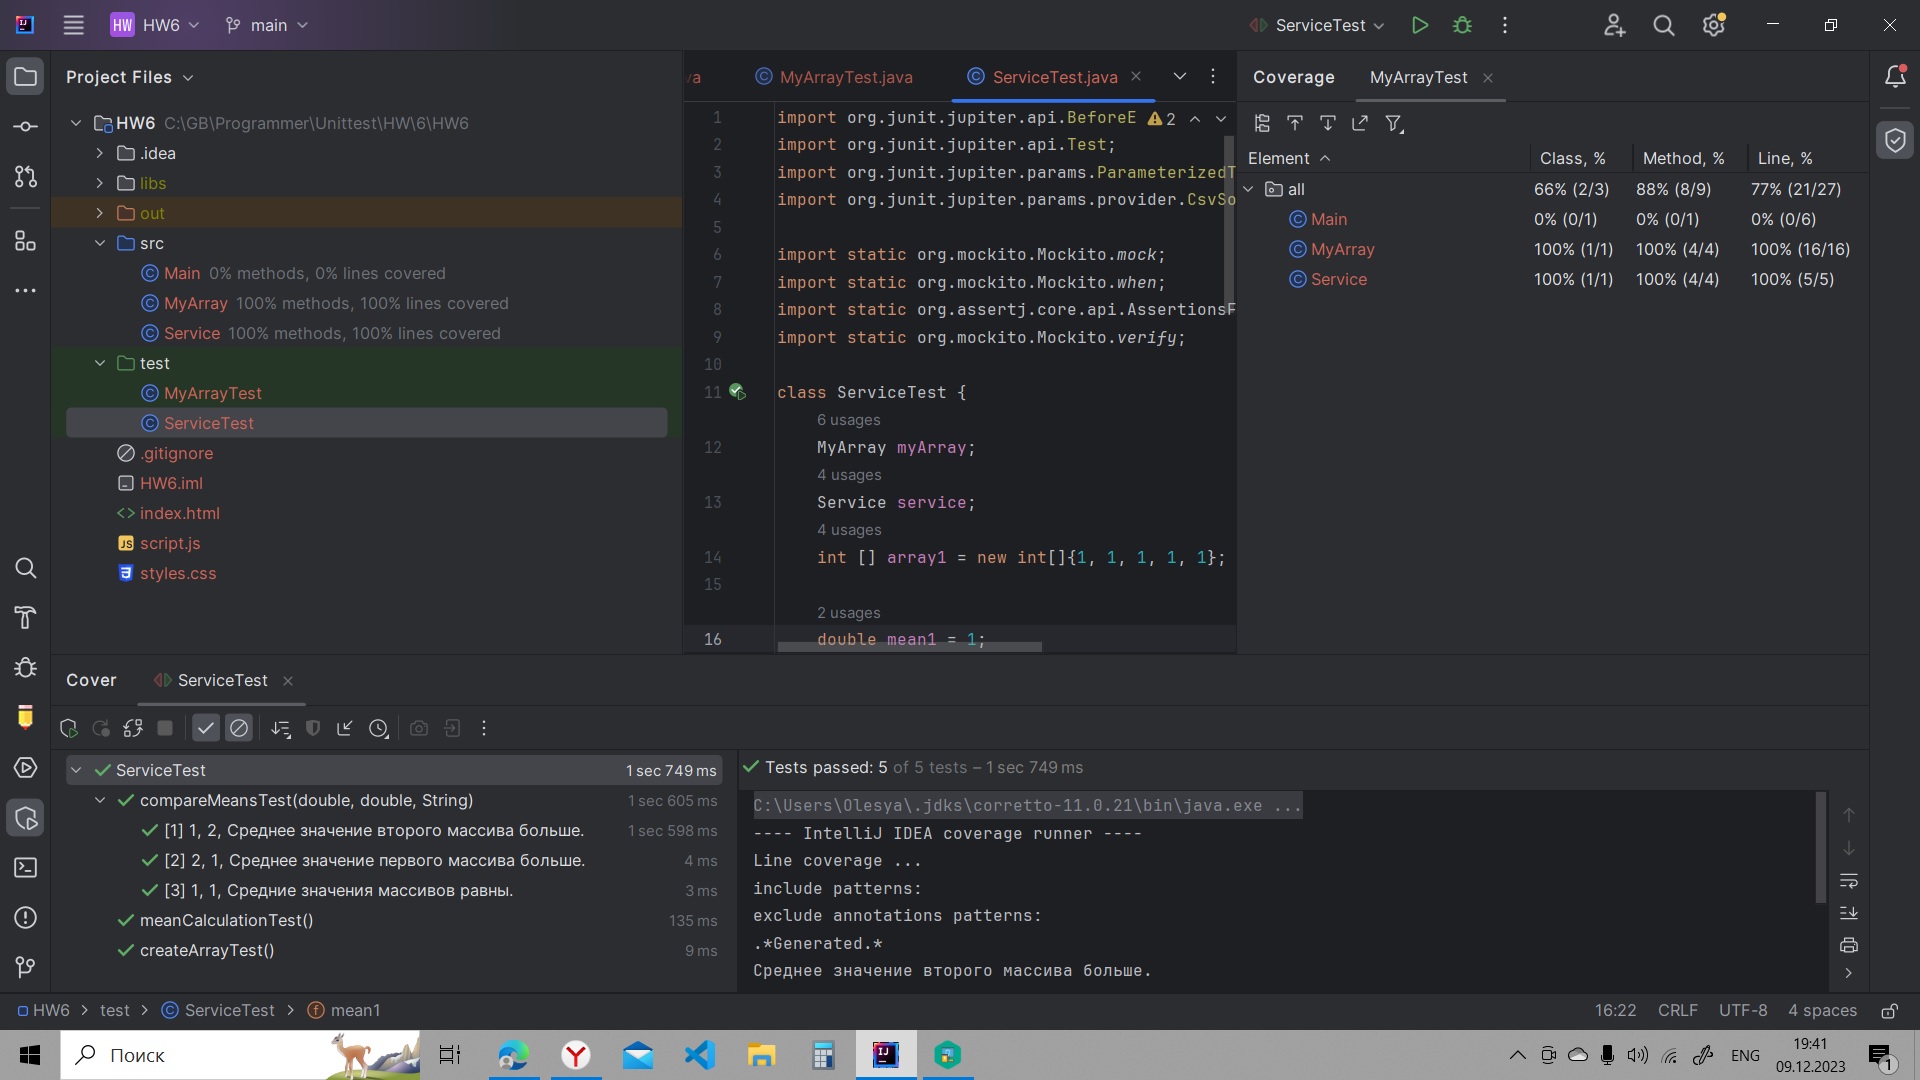 HW HW6 main ServiceTest
Project Files
HW6 C:\GB\Programmer\Unittest\HW\6\HW6
.idea
libs
out
src
Main 0% methods, 0% lines covered
MyArray 100% methods, 100% lines covered
Service 100% methods, 100% lines covered
test
MyArrayTest
ServiceTest
.gitignore
HW6.iml
index.html
script.js
styles.css
va MyArrayTest.java ServiceTest.java
1 import org.junit.jupiter.api.BeforeE 2
2 import org.junit.jupiter.api.Test;
3 import org.junit.jupiter.params.ParameterizedT
4 import org.junit.jupiter.params.provider.CsvSo
5
6 import static org.mockito.Mockito.mock;
7 import static org.mockito.Mockito.when;
8 import static org.assertj.core.api.AssertionsF
9 import static org.mockito.Mockito.verify;
10
11 class ServiceTest {
6 usages
12 MyArray myArray;
4 usages
13 Service service;
4 usages
14 int [] array1 = new int[]{1, 1, 1, 1, 1};
15
2 usages
16 double mean1 = 1;
Coverage MyArrayTest
Element Class, % Method, % Line, %
all 66% (2/3) 88% (8/9) 77% (21/27)
Main 0% (0/1) 0% (0/1) 0% (0/6)
MyArray 100% (1/1) 100% (4/4) 100% (16/16)
Service 100% (1/1) 100% (4/4) 100% (5/5)
Cover ServiceTest
ServiceTest 1 sec 749 ms
compareMeansTest(double, double, String) 1 sec 605 ms
[1] 1, 2, Среднее значение второго массива больше. 1 sec 598 ms
[2] 2, 1, Среднее значение первого массива больше. 4 ms
[3] 1, 1, Средние значения массивов равны. 3 ms
meanCalculationTest() 135 ms
createArrayTest() 9 ms
Tests passed: 5 of 5 tests – 1 sec 749 ms
C:\Users\Olesya\.jdks\corretto-11.0.21\bin\java.exe ...
---- IntelliJ IDEA coverage runner ----
Line coverage ...
include patterns:
exclude annotations patterns:
.*Generated.*
Среднее значение второго массива больше.
HW6 > test > ServiceTest > mean1 16:22 CRLF UTF-8 4 spaces
Поиск ENG 19:41
09.12.2023 1